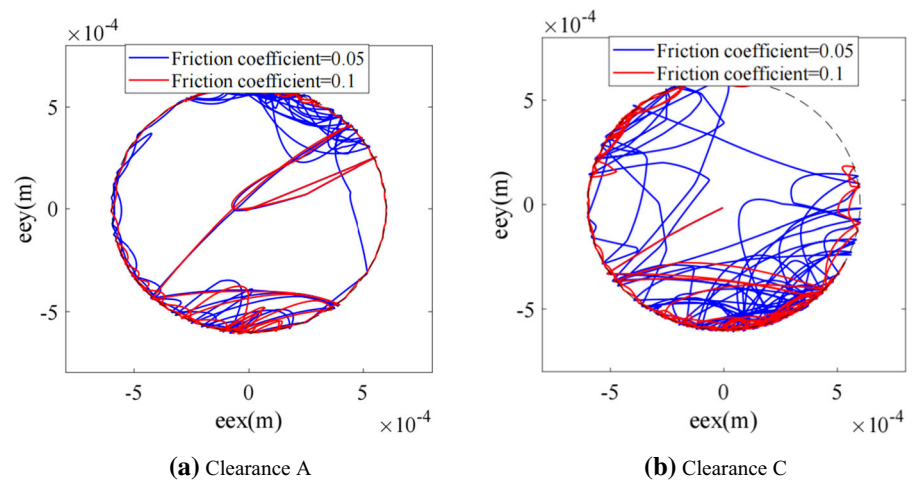 ×10⁻⁴
Friction coefficient=0.05
Friction coefficient=0.1
5
0
-5
eey(m)
-5 0 5
×10⁻⁴
eex(m)
(a) Clearance A
×10⁻⁴
Friction coefficient=0.05
Friction coefficient=0.1
5
0
-5
eey(m)
-5 0 5
×10⁻⁴
eex(m)
(b) Clearance C